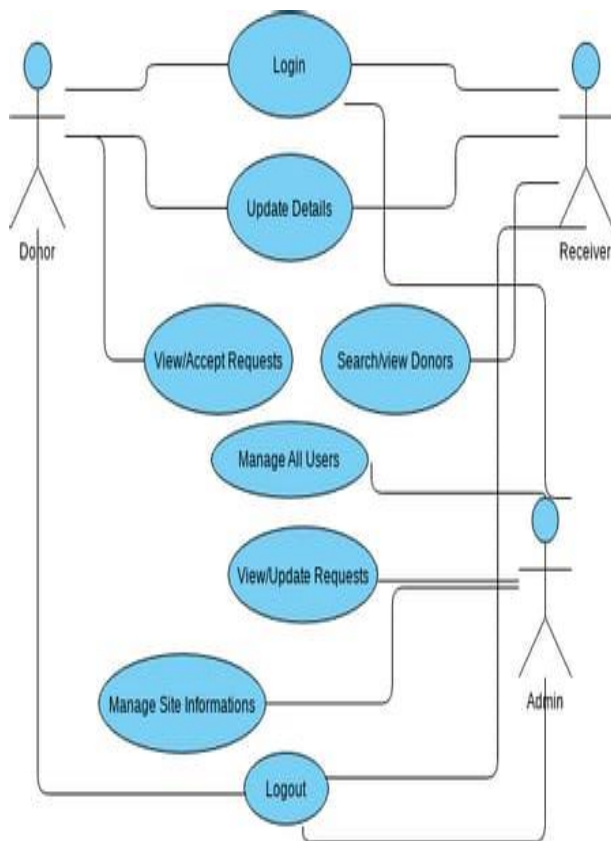 Login
Update Details
Donor
Receiver
View/Accept Requests
Search/view Donors
Manage All Users
View/Update Requests
Manage Site Informations
Admin
Logout